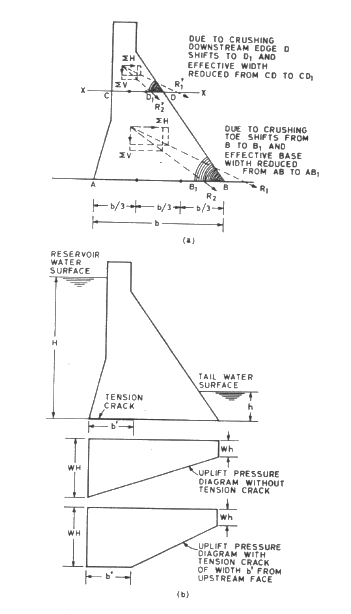 DUE TO CRUSHING
DOWNSTREAM EDGE D
SHIFTS TO D₁ AND
EFFECTIVE WIDTH
REDUCED FROM CD TO CD₁
ΣH
ΣV
R₁'
R₂'
X
C
D₁
D
X
ΣH
ΣV
DUE TO CRUSHING
TOE SHIFTS FROM
B TO B₁ AND
EFFECTIVE BASE
WIDTH REDUCED
FROM AB TO AB₁
A
B₁
B
R₁
R₂
b/3
b/3
b/3
b
(a)
RESERVOIR
WATER
SURFACE
H
TAIL WATER
SURFACE
h
TENSION
CRACK
b'
WH
Wh
UPLIFT PRESSURE
DIAGRAM WITHOUT
TENSION CRACK
WH
Wh
UPLIFT PRESSURE
DIAGRAM WITH
TENSION CRACK
OF WIDTH b' FROM
UPSTREAM FACE
b'
(b)